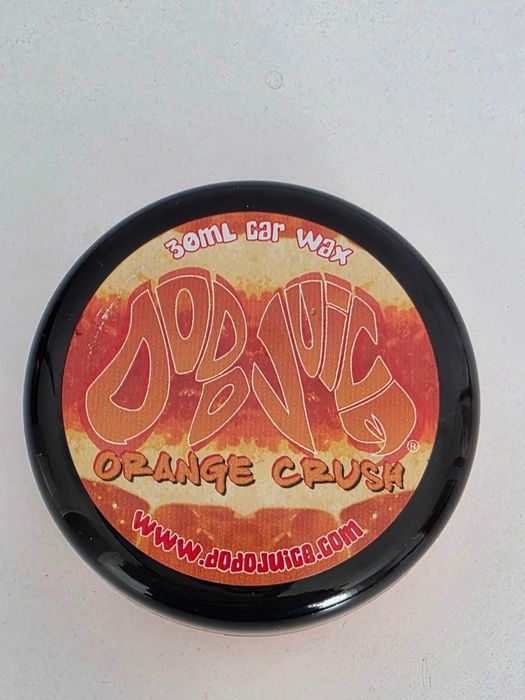 30ML CAR WAX
DODO JUICE
®
ORANGE CRUSH
www.dodojuice.com